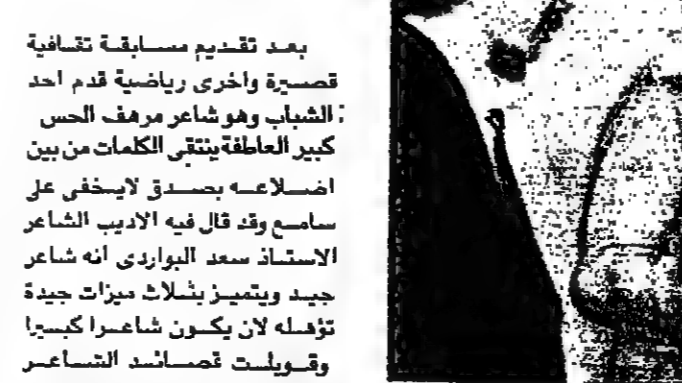 بعد تقديم مسابقة ثقافية
قصيرة واخرى رياضية قدم احد
الشباب وهو شاعر مرهف الحس
كبير العاطفة ينتقى الكلمات من بين
اضلاعه بصدق لايخفى على
سامع وقد قال فيه الاديب الشاعر
الاستاذ سعد البواردى انه شاعر
جيد ويتميز بثلاث ميزات جيدة
تؤهله لان يكون شاعرا كبيرا
وقوبلت قصائد الشاعر